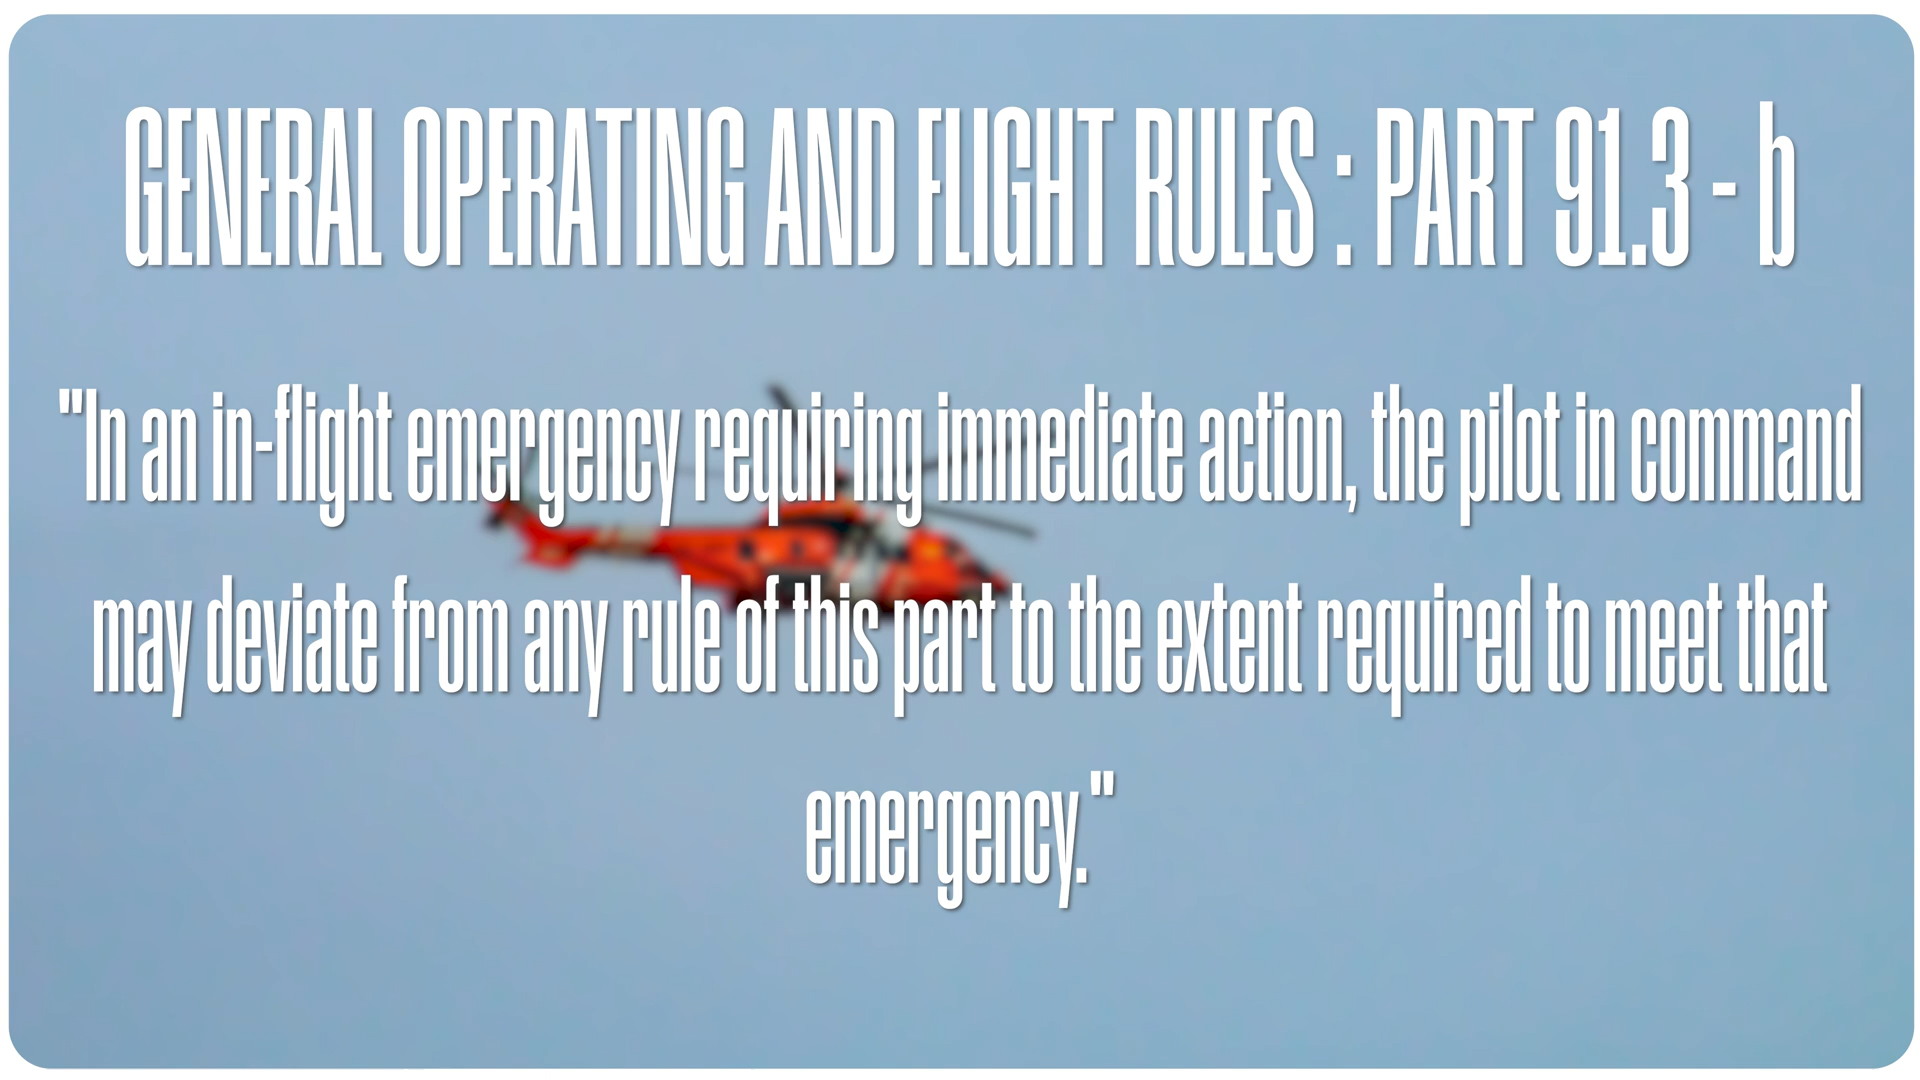 GENERAL OPERATING AND FLIGHT RULES : PART 91.3 - b
"In an in-flight emergency requiring immediate action, the pilot in command
may deviate from any rule of this part to the extent required to meet that
emergency."